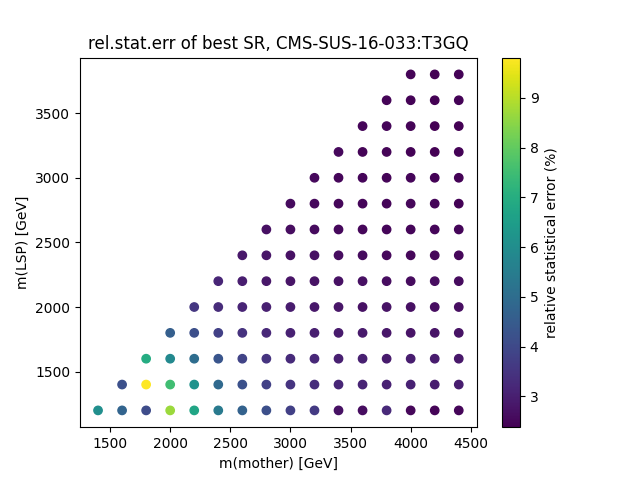 rel.stat.err of best SR, CMS-SUS-16-033:T3GQ
3500
3000
2500
2000
1500
m(LSP) [GeV]
1500 2000 2500 3000 3500 4000 4500
m(mother) [GeV]
9
8
7
6
5
4
3
relative statistical error (%)